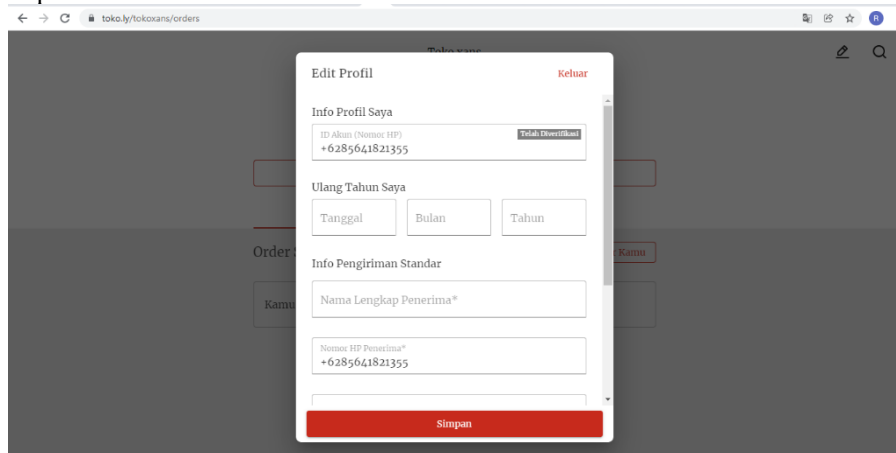 toko.ly/tokoxans/orders
R
Toko xans
Edit Profil
Keluar
Info Profil Saya
ID Akun (Nomor HP)
Telah Diverifikasi
+6285641821355
Ulang Tahun Saya
Tanggal Bulan Tahun
Order
Kamu
Info Pengiriman Standar
Kamu
Nama Lengkap Penerima*
Nomor HP Penerima*
+6285641821355
Simpan